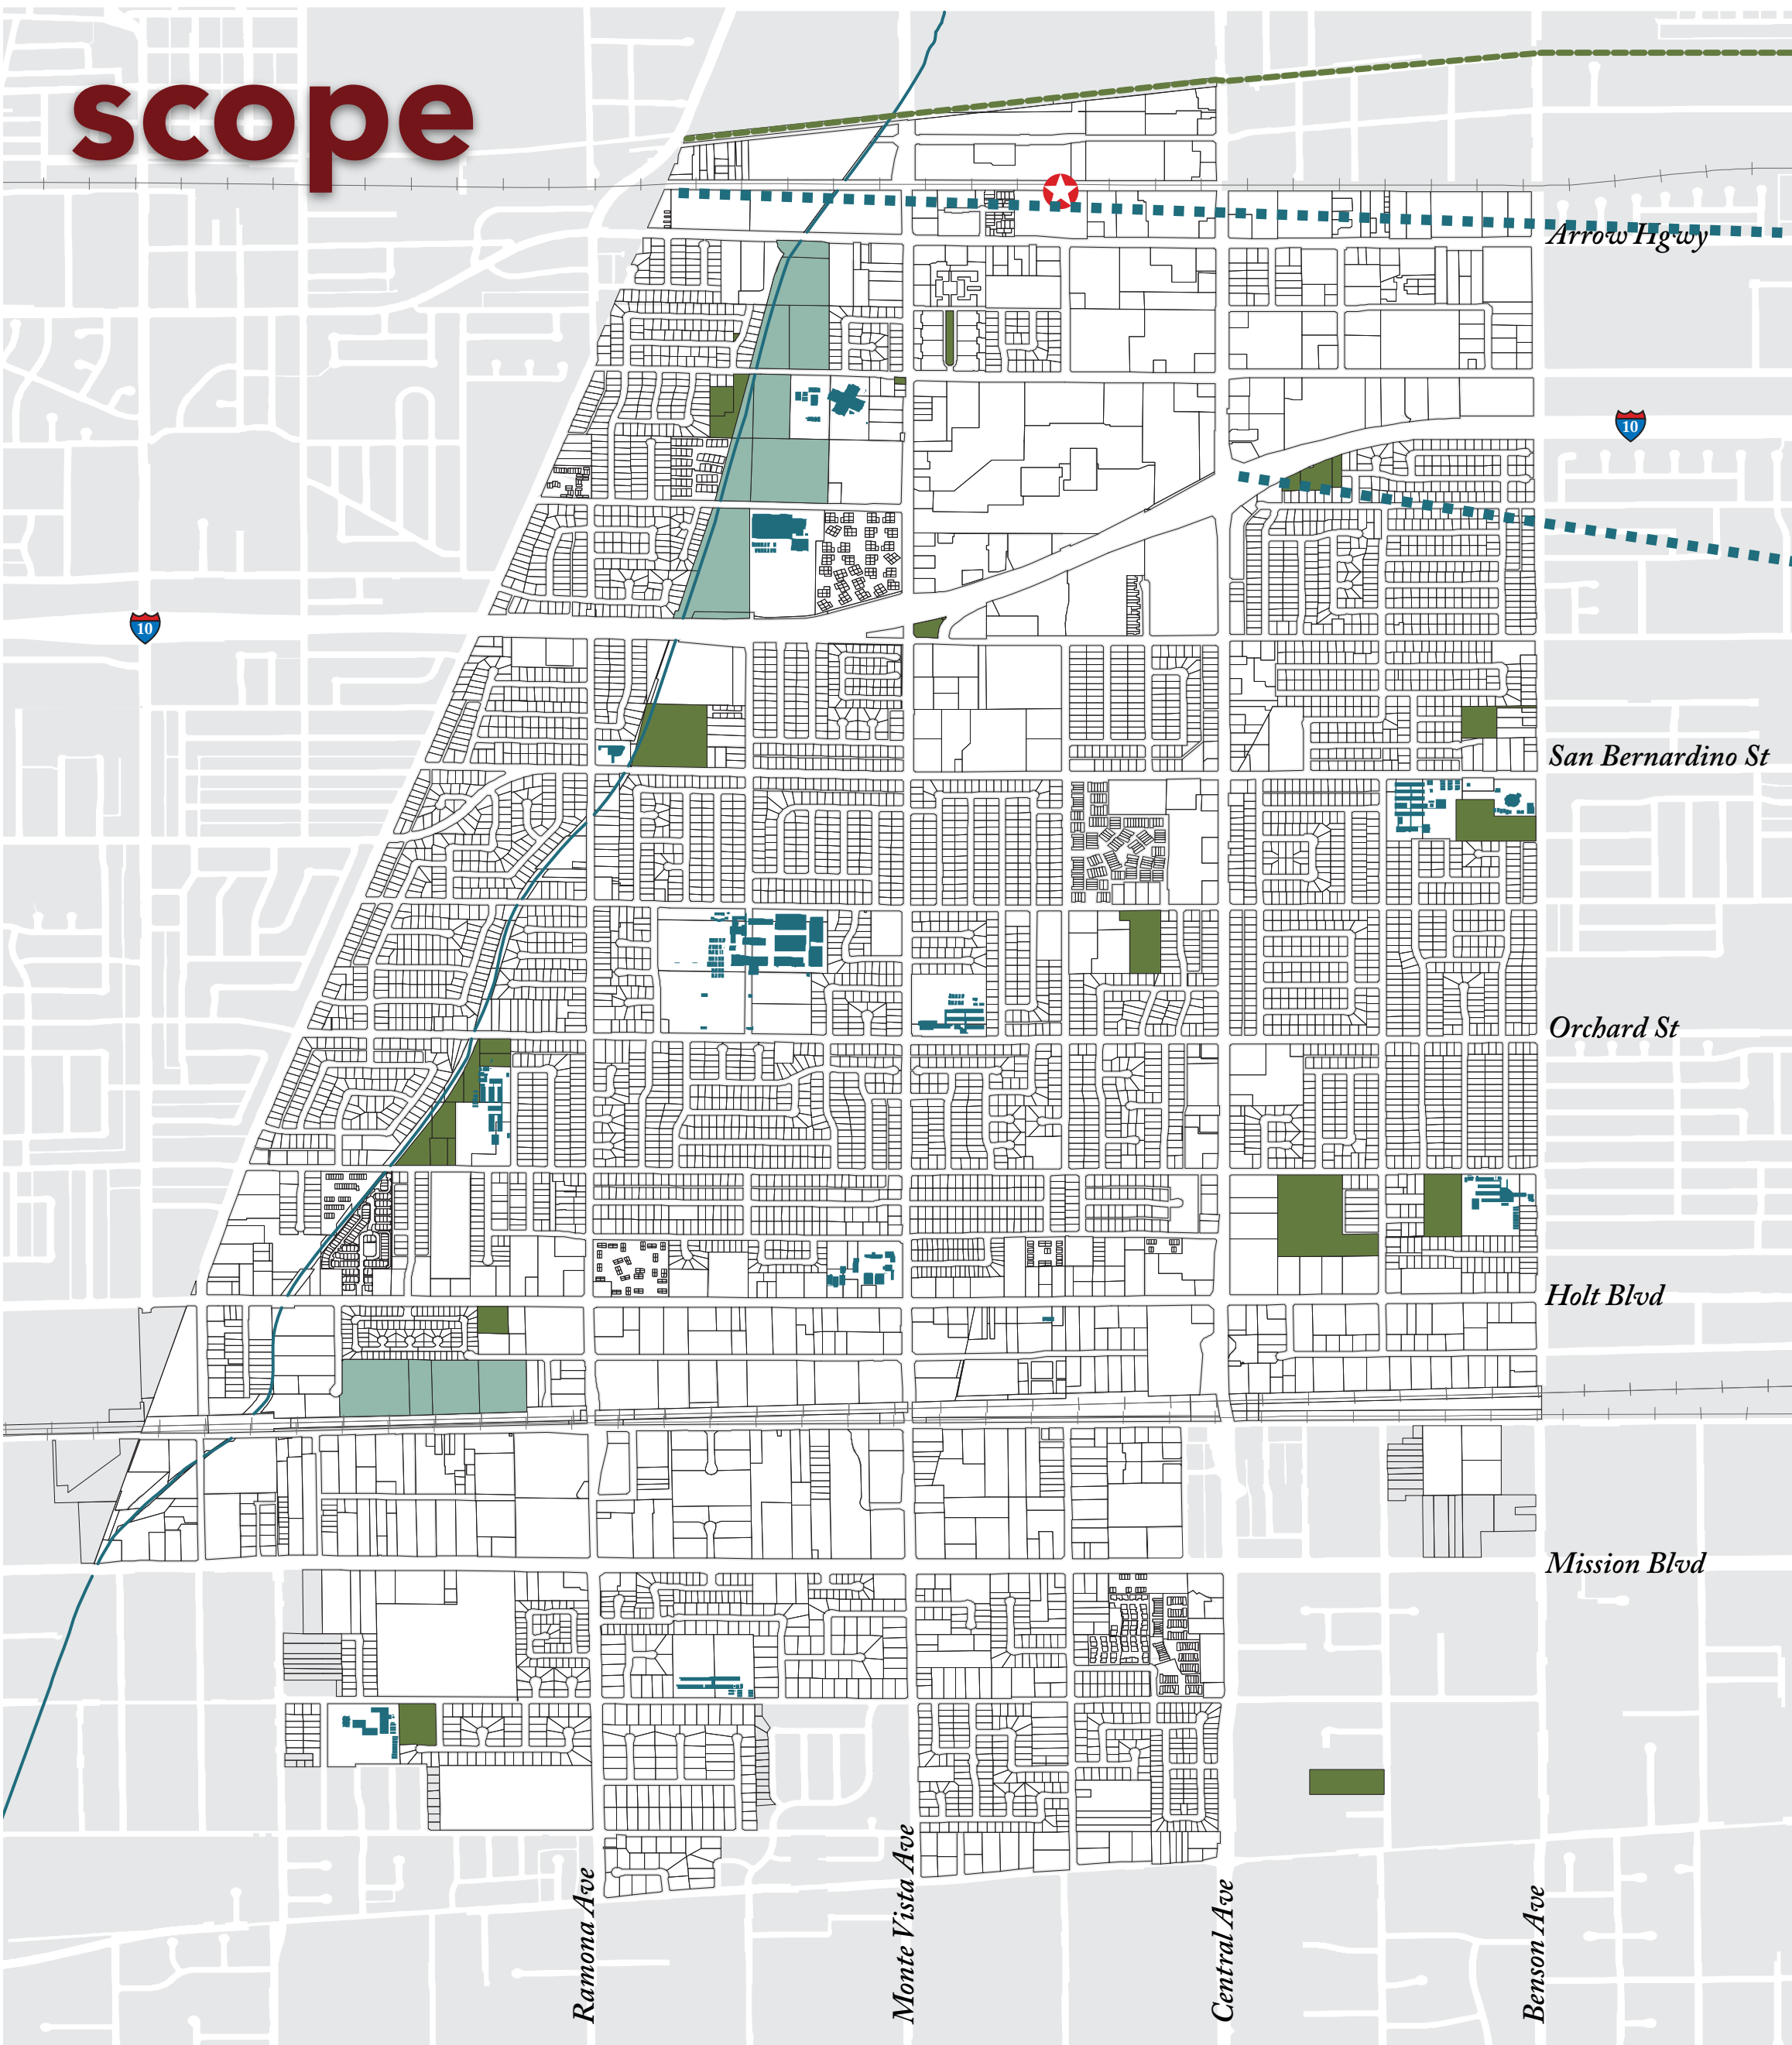 scope
Arrow Hgwy
10
10
San Bernardino St
Orchard St
Holt Blvd
Mission Blvd
Ramona Ave
Monte Vista Ave
Central Ave
Benson Ave